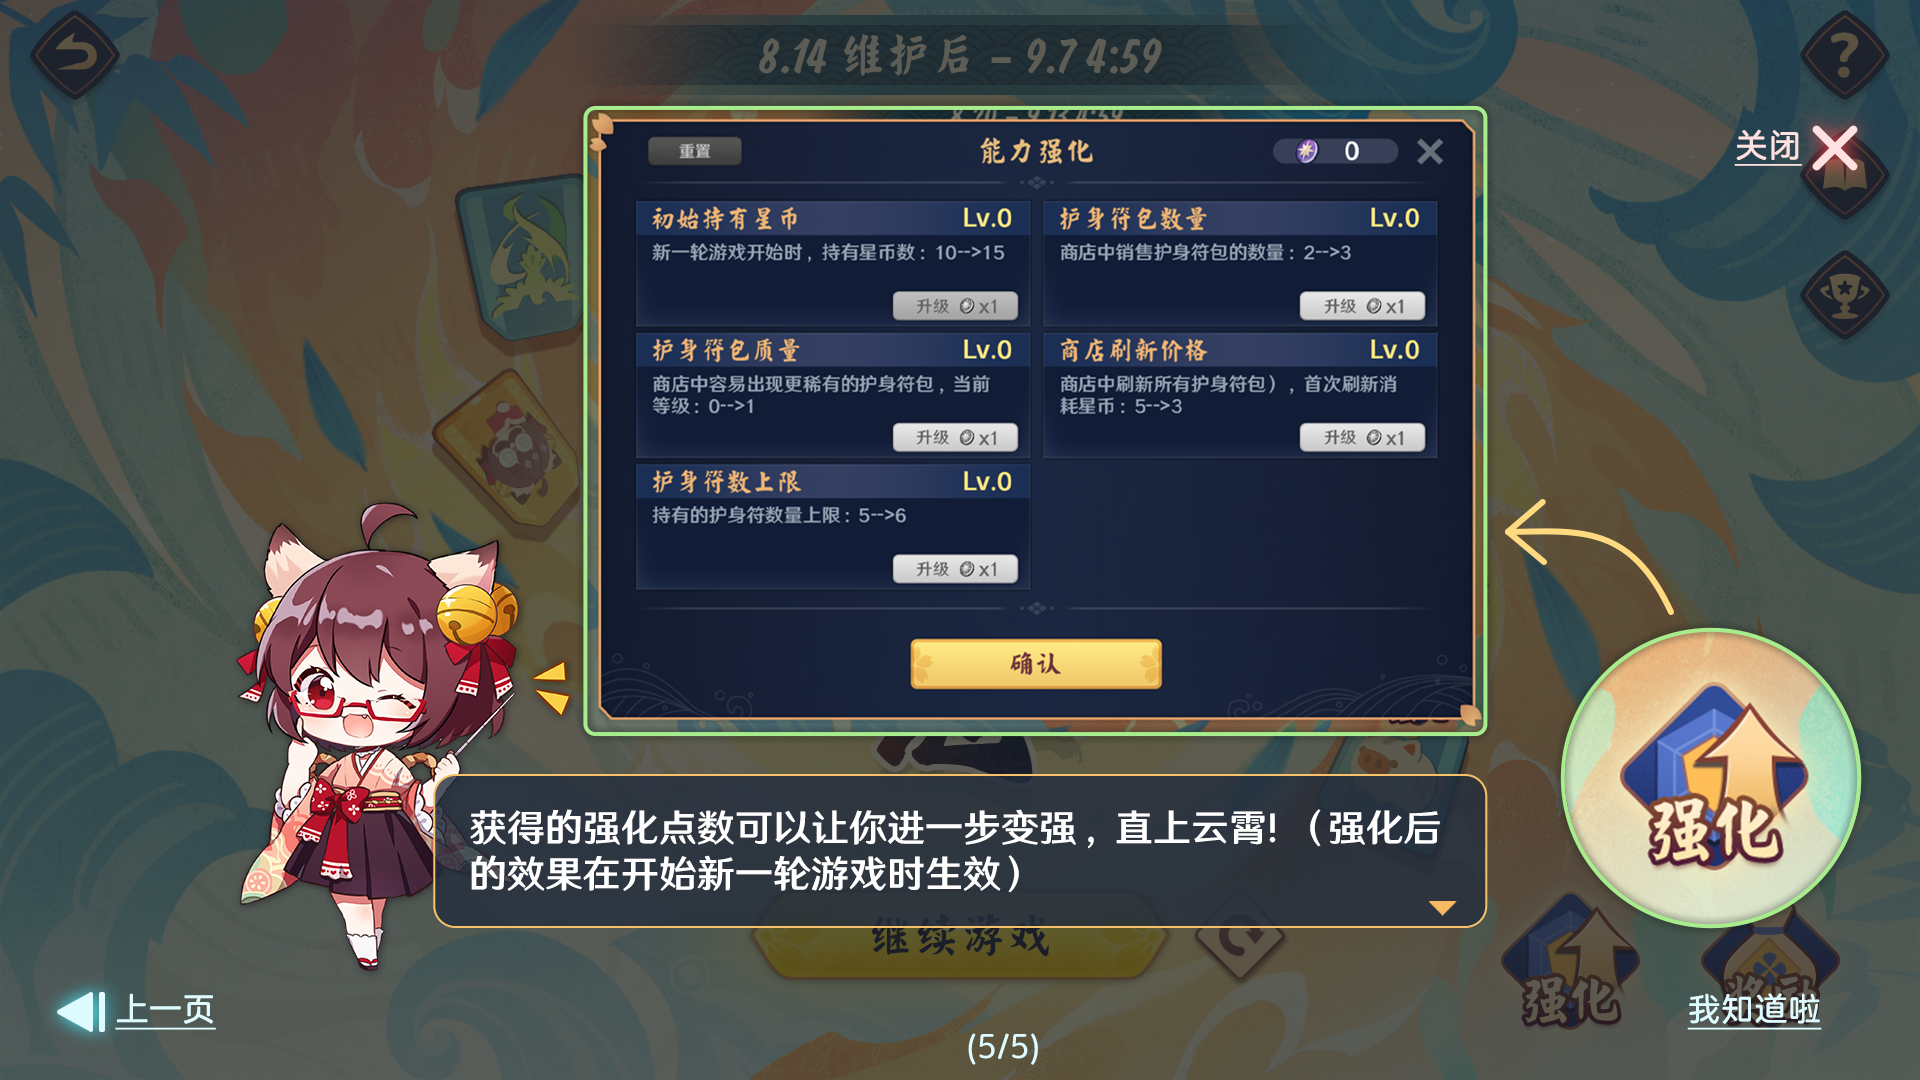 8.14 维护后 – 9.7 4:59
8.20 – 9.13 4:59
关闭
重置
能力强化
0
初始持有星币 Lv.0
新一轮游戏开始时，持有星币数：10-->15
升级 x1
护身符包数量 Lv.0
商店中销售护身符包的数量：2-->3
升级 x1
护身符包质量 Lv.0
商店中容易出现更稀有的护身符包，当前
等级：0-->1
升级 x1
商店刷新价格 Lv.0
商店中刷新所有护身符包），首次刷新消
耗星币：5-->3
升级 x1
护身符数上限 Lv.0
持有的护身符数量上限：5-->6
升级 x1
确认
强化
获得的强化点数可以让你进一步变强，直上云霄!（强化后
的效果在开始新一轮游戏时生效）
继续游戏
强化
上一页
我知道啦
(5/5)